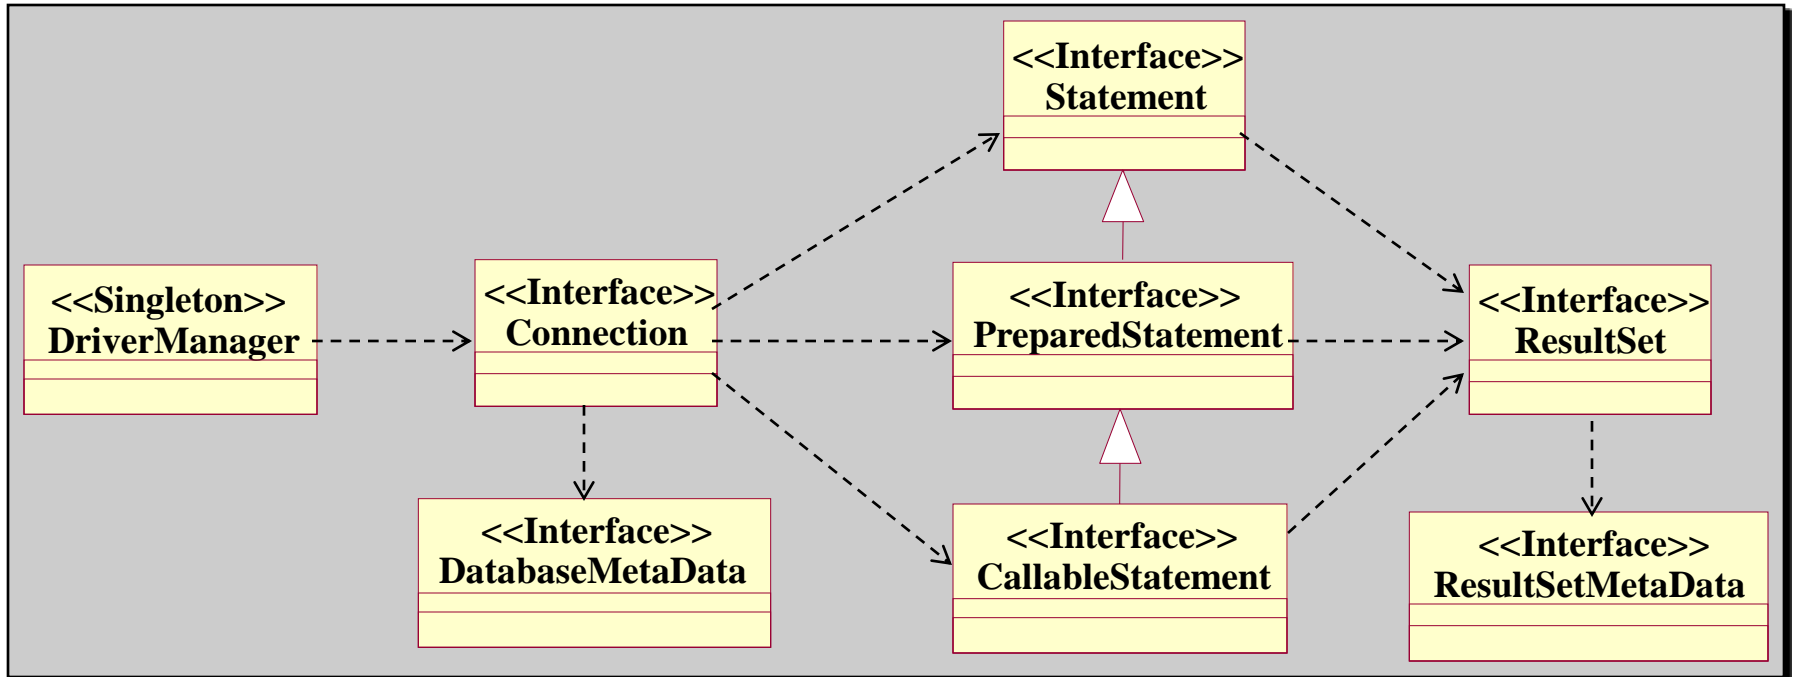 <<Interface>>
Statement
<<Singleton>>
DriverManager
<<Interface>>
Connection
<<Interface>>
PreparedStatement
<<Interface>>
ResultSet
<<Interface>>
DatabaseMetaData
<<Interface>>
CallableStatement
<<Interface>>
ResultSetMetaData